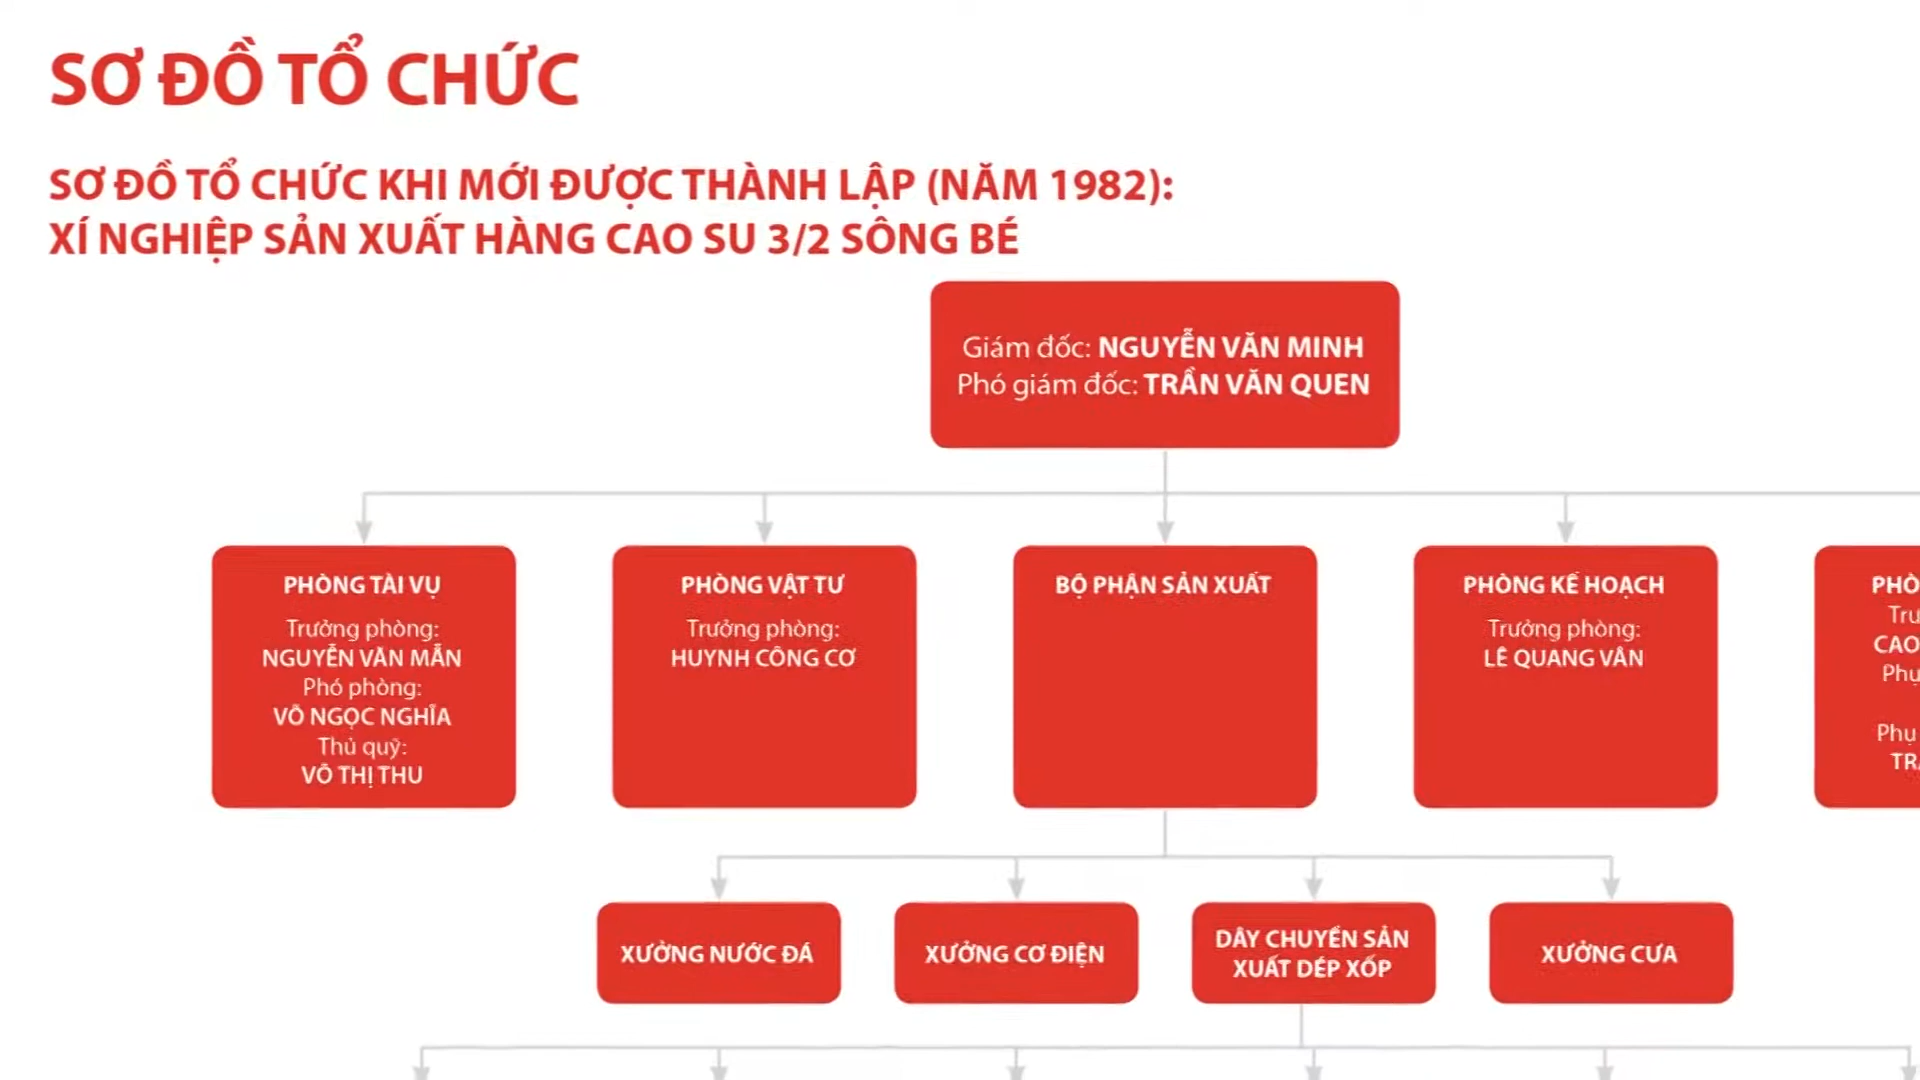 SƠ ĐỒ TỔ CHỨC
SƠ ĐỒ TỔ CHỨC KHI MỚI ĐƯỢC THÀNH LẬP (NĂM 1982):
XÍ NGHIỆP SẢN XUẤT HÀNG CAO SU 3/2 SÔNG BÉ
Giám đốc: NGUYỄN VĂN MINH
Phó giám đốc: TRẦN VĂN QUEN
PHÒNG TÀI VỤ
Trưởng phòng:
NGUYỄN VĂN MẪN
Phó phòng:
VÕ NGỌC NGHĨA
Thủ quỹ:
VÕ THỊ THU
PHÒNG VẬT TƯ
Trưởng phòng:
HUỲNH CÔNG CƠ
BỘ PHẬN SẢN XUẤT
PHÒNG KẾ HOẠCH
Trưởng phòng:
LÊ QUANG VÂN
CAO
Phụ
Phụ
XƯỞNG NƯỚC ĐÁ
XƯỞNG CƠ ĐIỆN
DÂY CHUYỀN SẢN
XUẤT DÉP XỐP
XƯỞNG CƯA